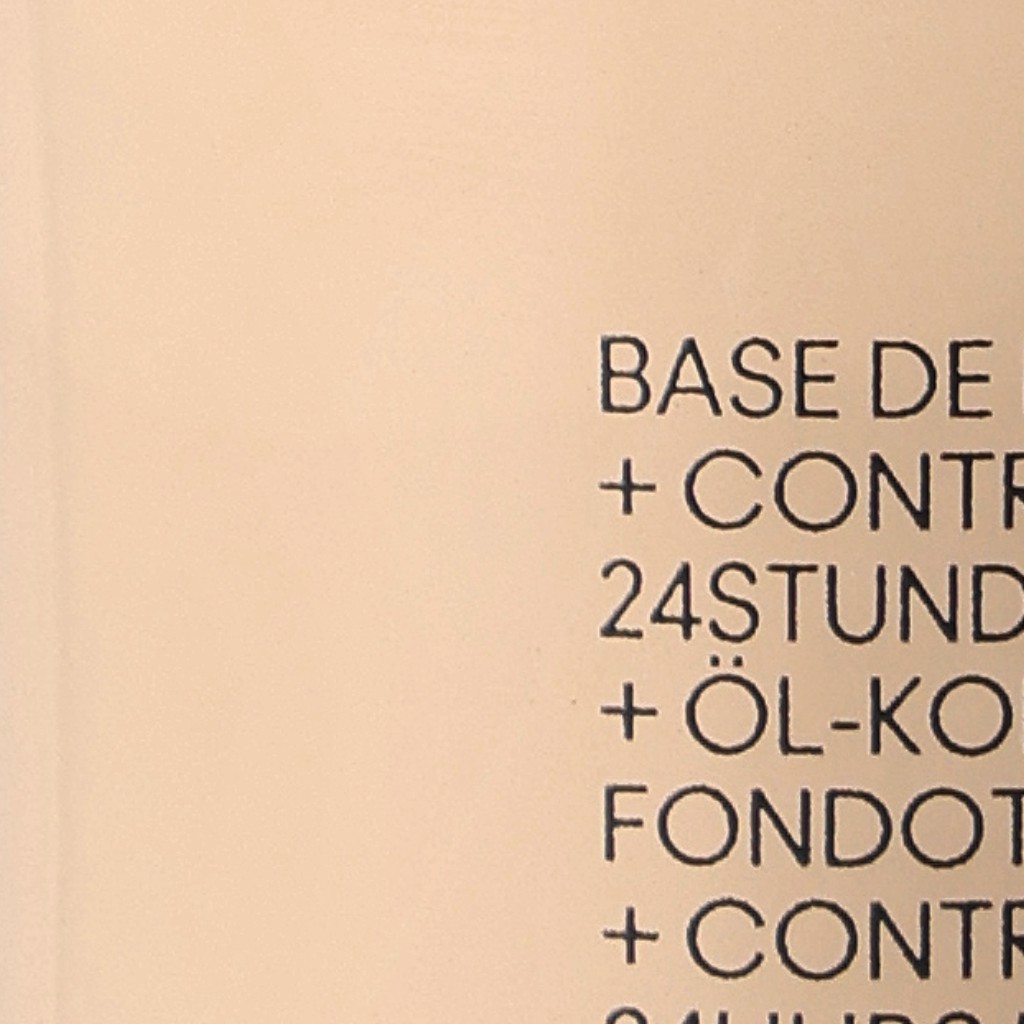 BASE DE
+ CONTR
24STUND
+ ÖL-KO
FONDOT
+ CONTR